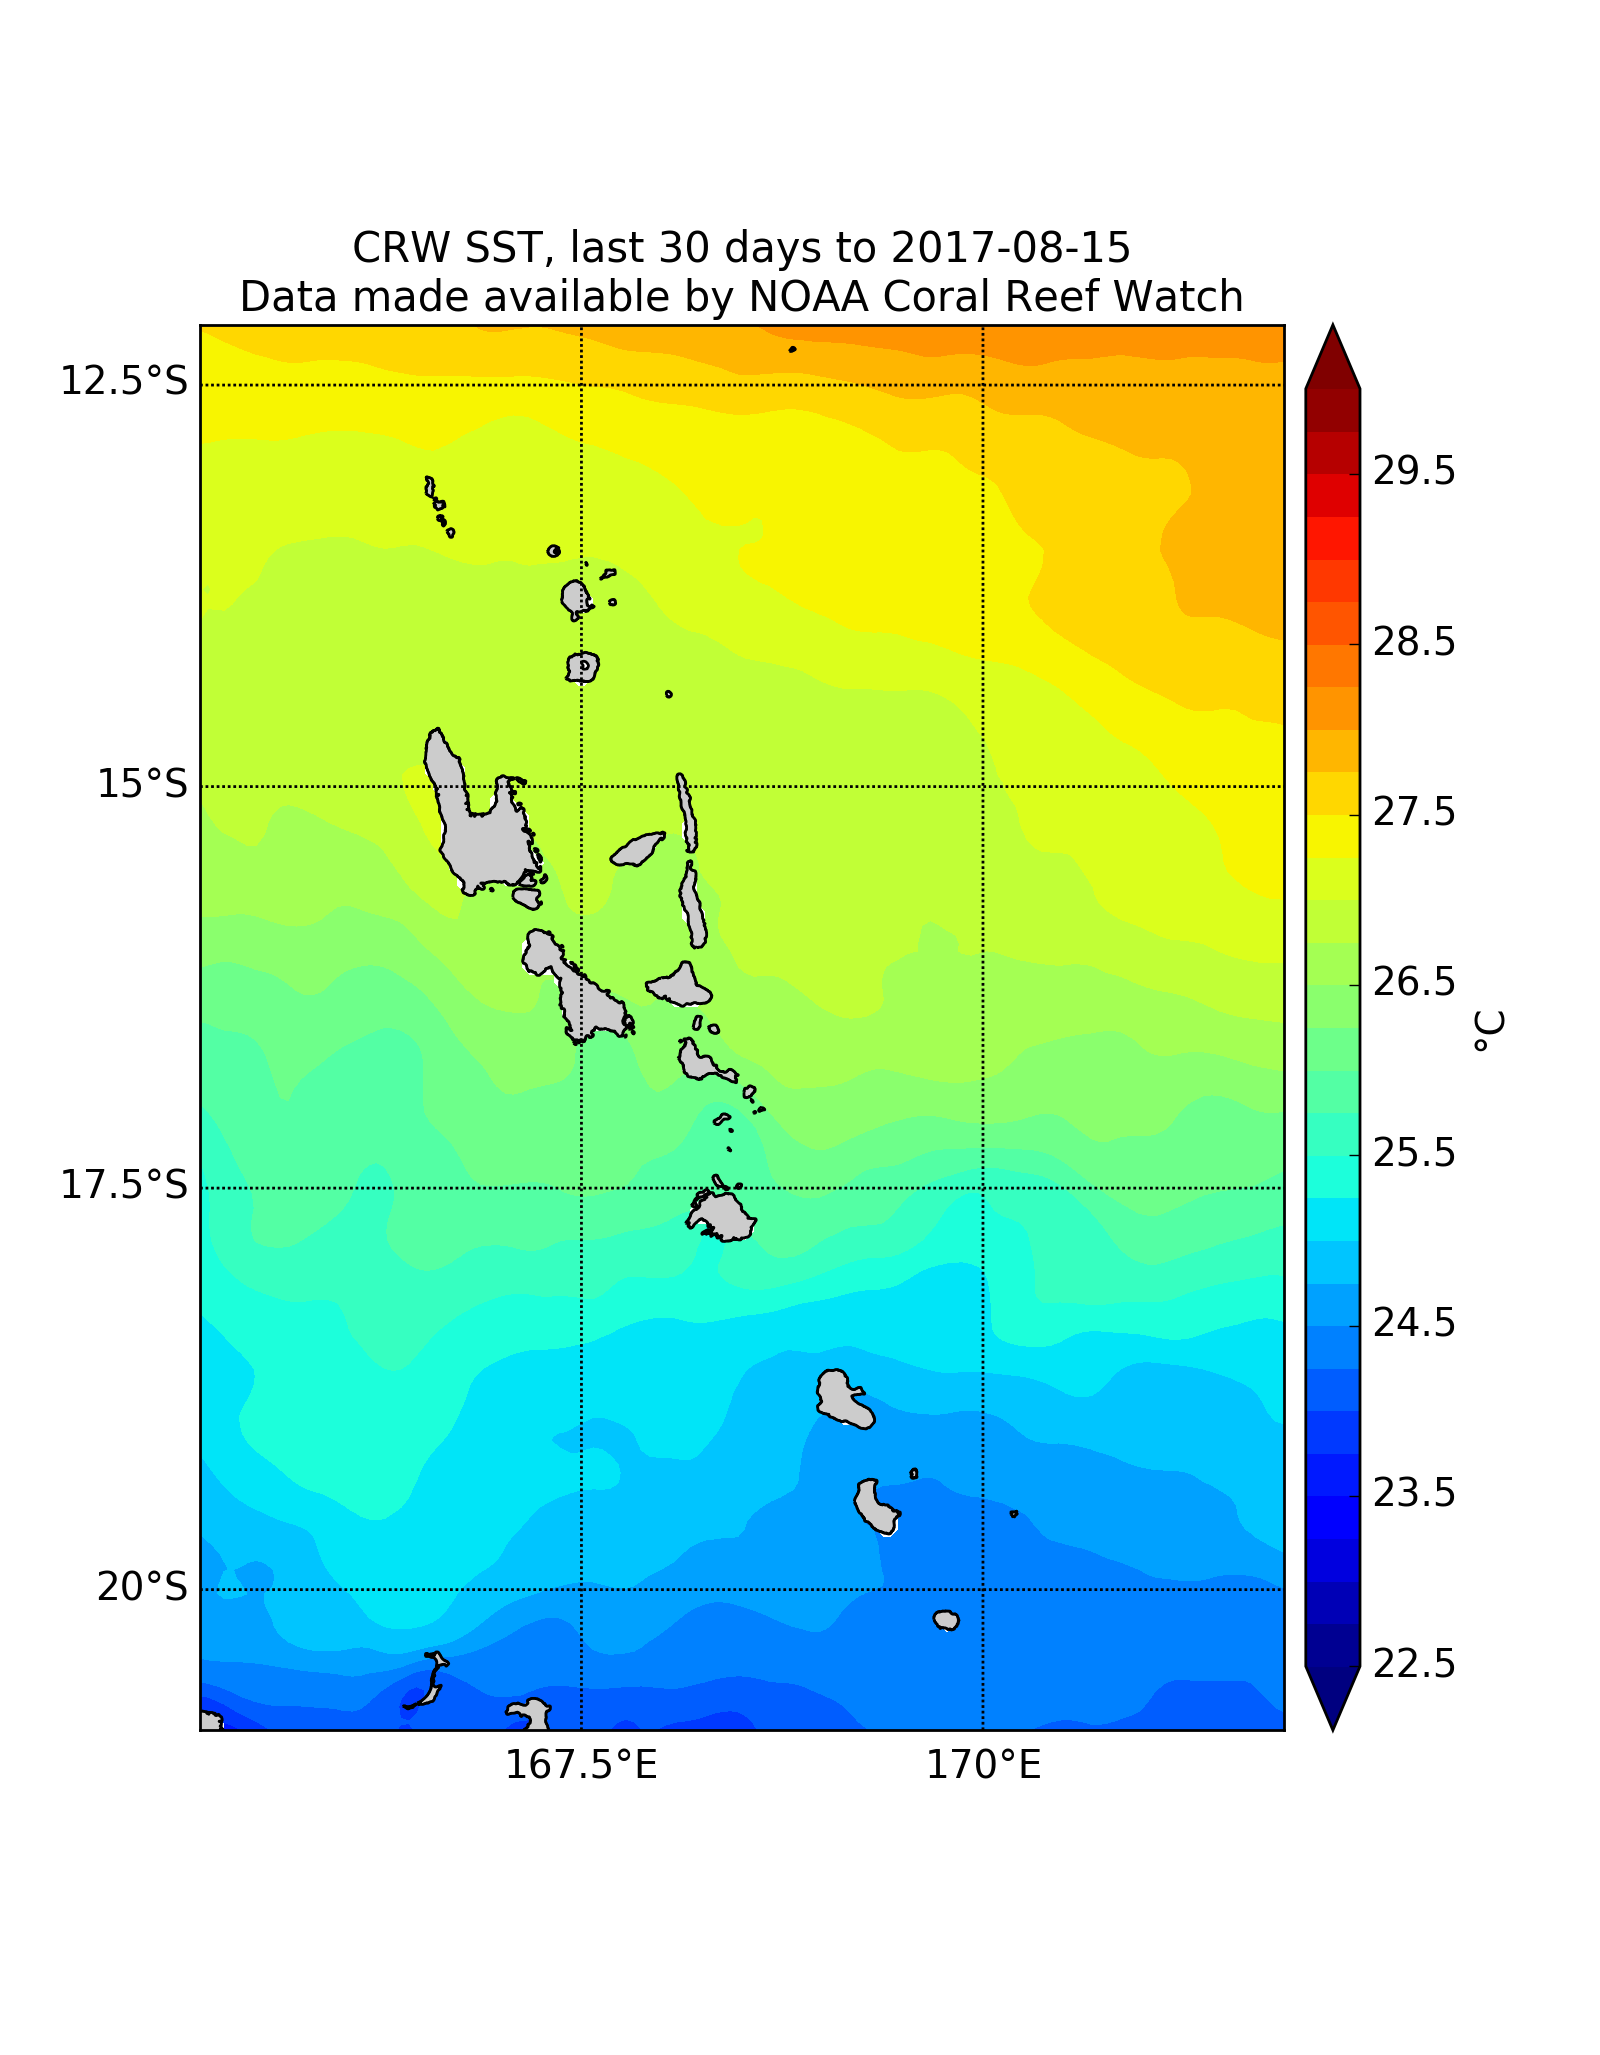 CRW SST, last 30 days to 2017-08-15
Data made available by NOAA Coral Reef Watch
12.5°S
15°S
17.5°S
20°S
167.5°E
170°E
29.5
28.5
27.5
26.5
25.5
24.5
23.5
22.5
°C